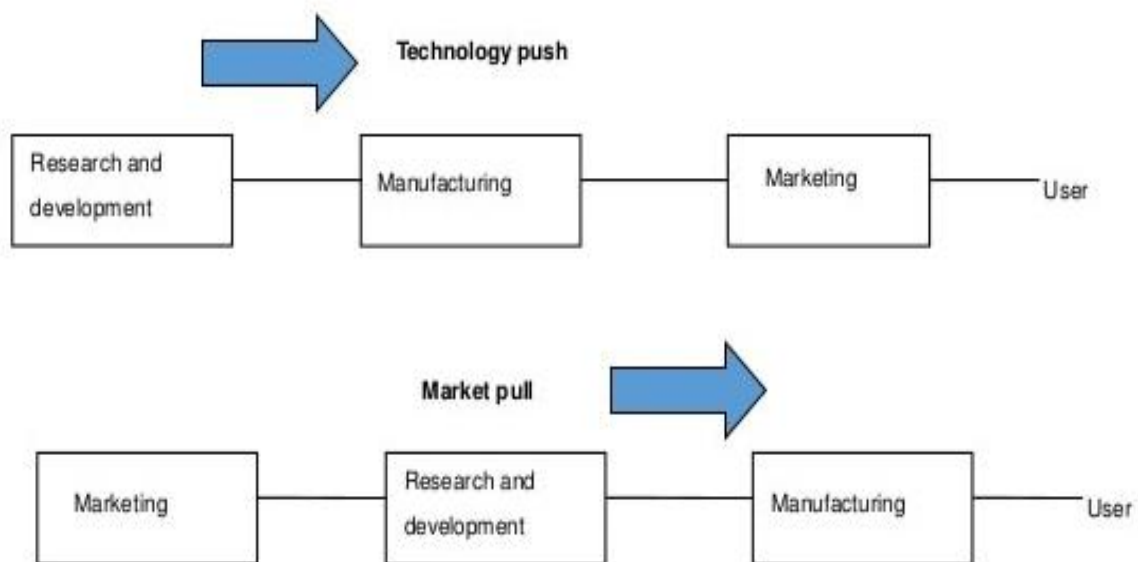 Technology push
Research and
development
Manufacturing
Marketing
User
Market pull
Marketing
Research and
development
Manufacturing
User